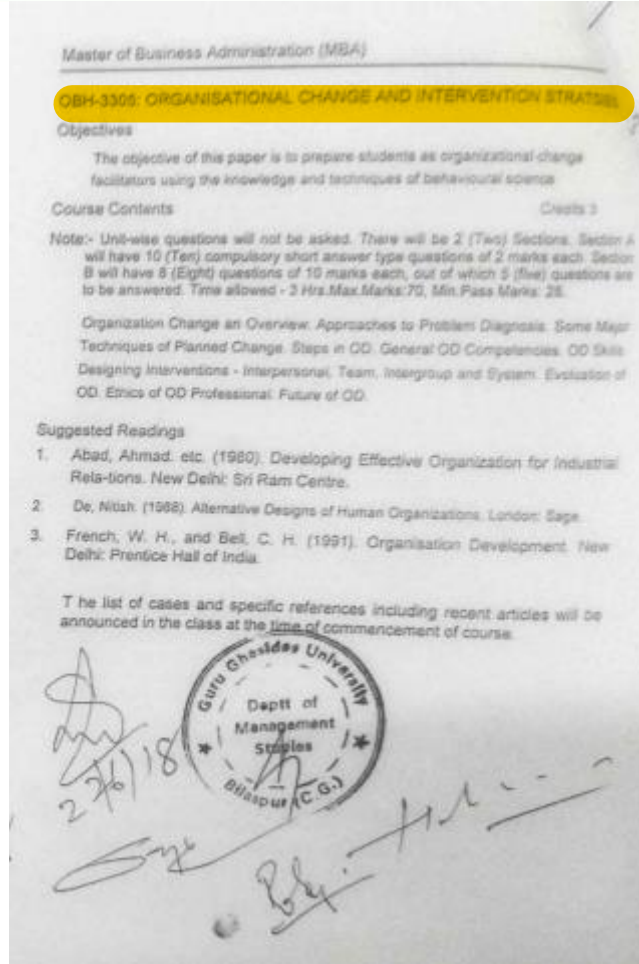 Master of Business Administration (MBA)
OBH-3306: ORGANISATIONAL CHANGE AND INTERVENTION
Objectives
The objective of this paper is to prepare students as organizational change
facilitators using the knowledge and techniques of behavioural science
Course Contents Credits 3
Note:- Unit-wise questions will not be asked. There will be 2 (Two) Sections. Section A
will have 10 (Ten) compulsory short answer type questions of 2 marks each. Section
B will have 8 (Eight) questions of 10 marks each, out of which 5 (five) questions are
to be answered. Time allowed - 3 Hrs.Max.Marks:70, Min.Pass Marks: 28.
Organization Change an Overview. Approaches to Problem Diagnosis. Some Major
Techniques of Planned Change. Steps in OD. General OD Competencies. OD Skills
Designing Interventions - Interpersonal, Team, Intergroup and System. Evaluation of
OD. Ethics of OD Professional. Future of OD.
Suggested Readings
1. Abad, Ahmad. etc. (1980). Developing Effective Organization for Industrial
Rela-tions. New Delhi: Sri Ram Centre.
2. De, Nitish. (1988). Alternative Designs of Human Organizations. London: Sage.
3. French, W. H., and Bell, C. H. (1991). Organisation Development. New
Delhi: Prentice Hall of India.
T he list of cases and specific references including recent articles will be
announced in the class at the time of commencement of course.
Guru Ghasidas University
Deptt of
Management
Bilaspur (C.G.)